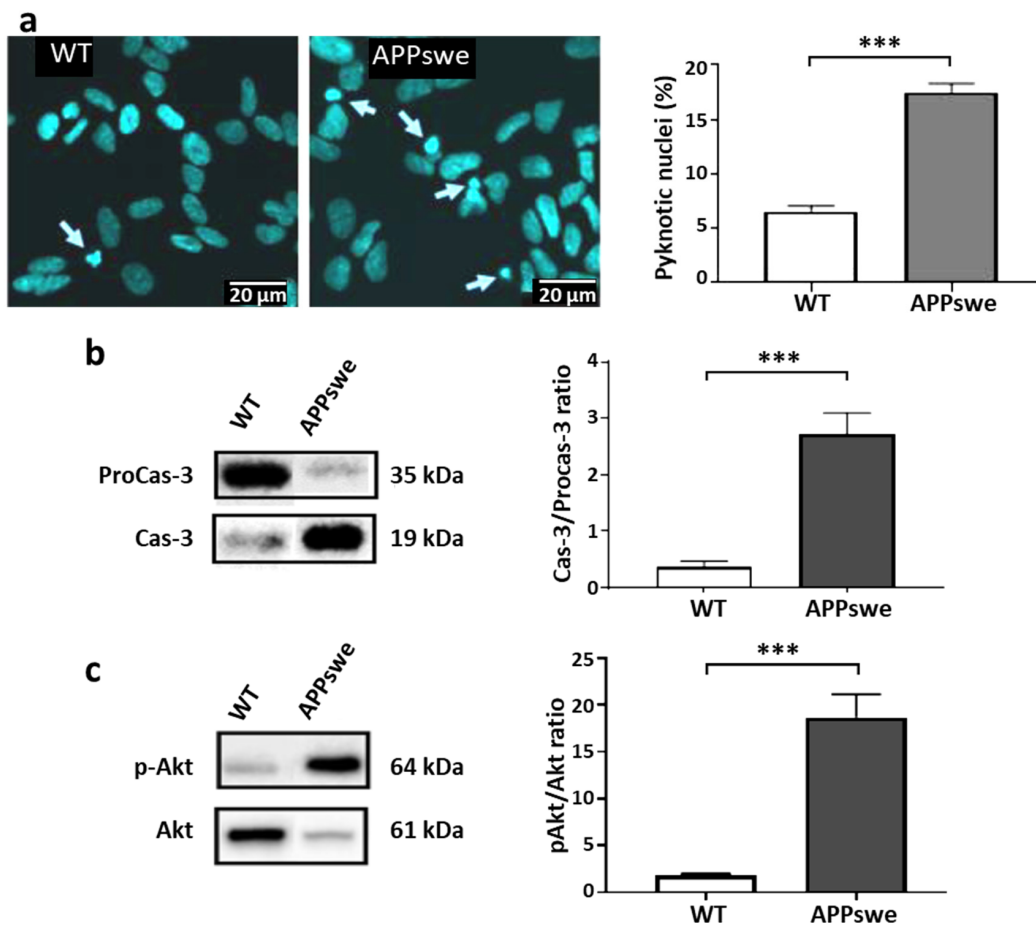 a
WT
APPswe
20 µm
20 µm
***
Pyknotic nuclei (%)
20
15
10
5
0
WT
APPswe
b
WT
APPswe
ProCas-3
35 kDa
Cas-3
19 kDa
***
Cas-3/Procas-3 ratio
4
3
2
1
0
WT
APPswe
c
WT
APPswe
p-Akt
64 kDa
Akt
61 kDa
***
pAkt/Akt ratio
25
20
15
10
5
0
WT
APPswe